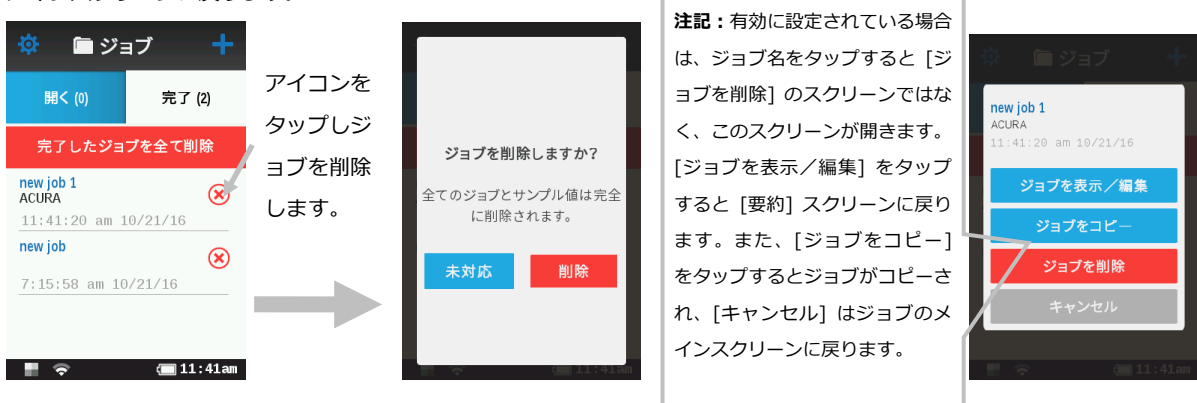 ジョブ
開く (0)
完了 (2)
完了したジョブを全て削除
new job 1
ACURA
11:41:20 am 10/21/16
new job
7:15:58 am 10/21/16
11:41am
アイコンを
タップしジ
ョブを削除
します。
ジョブを削除しますか?
全てのジョブとサンプル値は完全
に削除されます。
未対応
削除
11:41am
注記：有効に設定されている場合
は、ジョブ名をタップすると [ジ
ョブを削除] のスクリーンではな
く、このスクリーンが開きます。
[ジョブを表示／編集] をタップ
すると [要約] スクリーンに戻り
ます。また、[ジョブをコピー]
をタップするとジョブがコピーさ
れ、[キャンセル] はジョブのメ
インスクリーンに戻ります。
ジョブ
new job 1
ACURA
11:41:20 am 10/21/16
ジョブを表示／編集
ジョブをコピー
ジョブを削除
キャンセル
11:41am